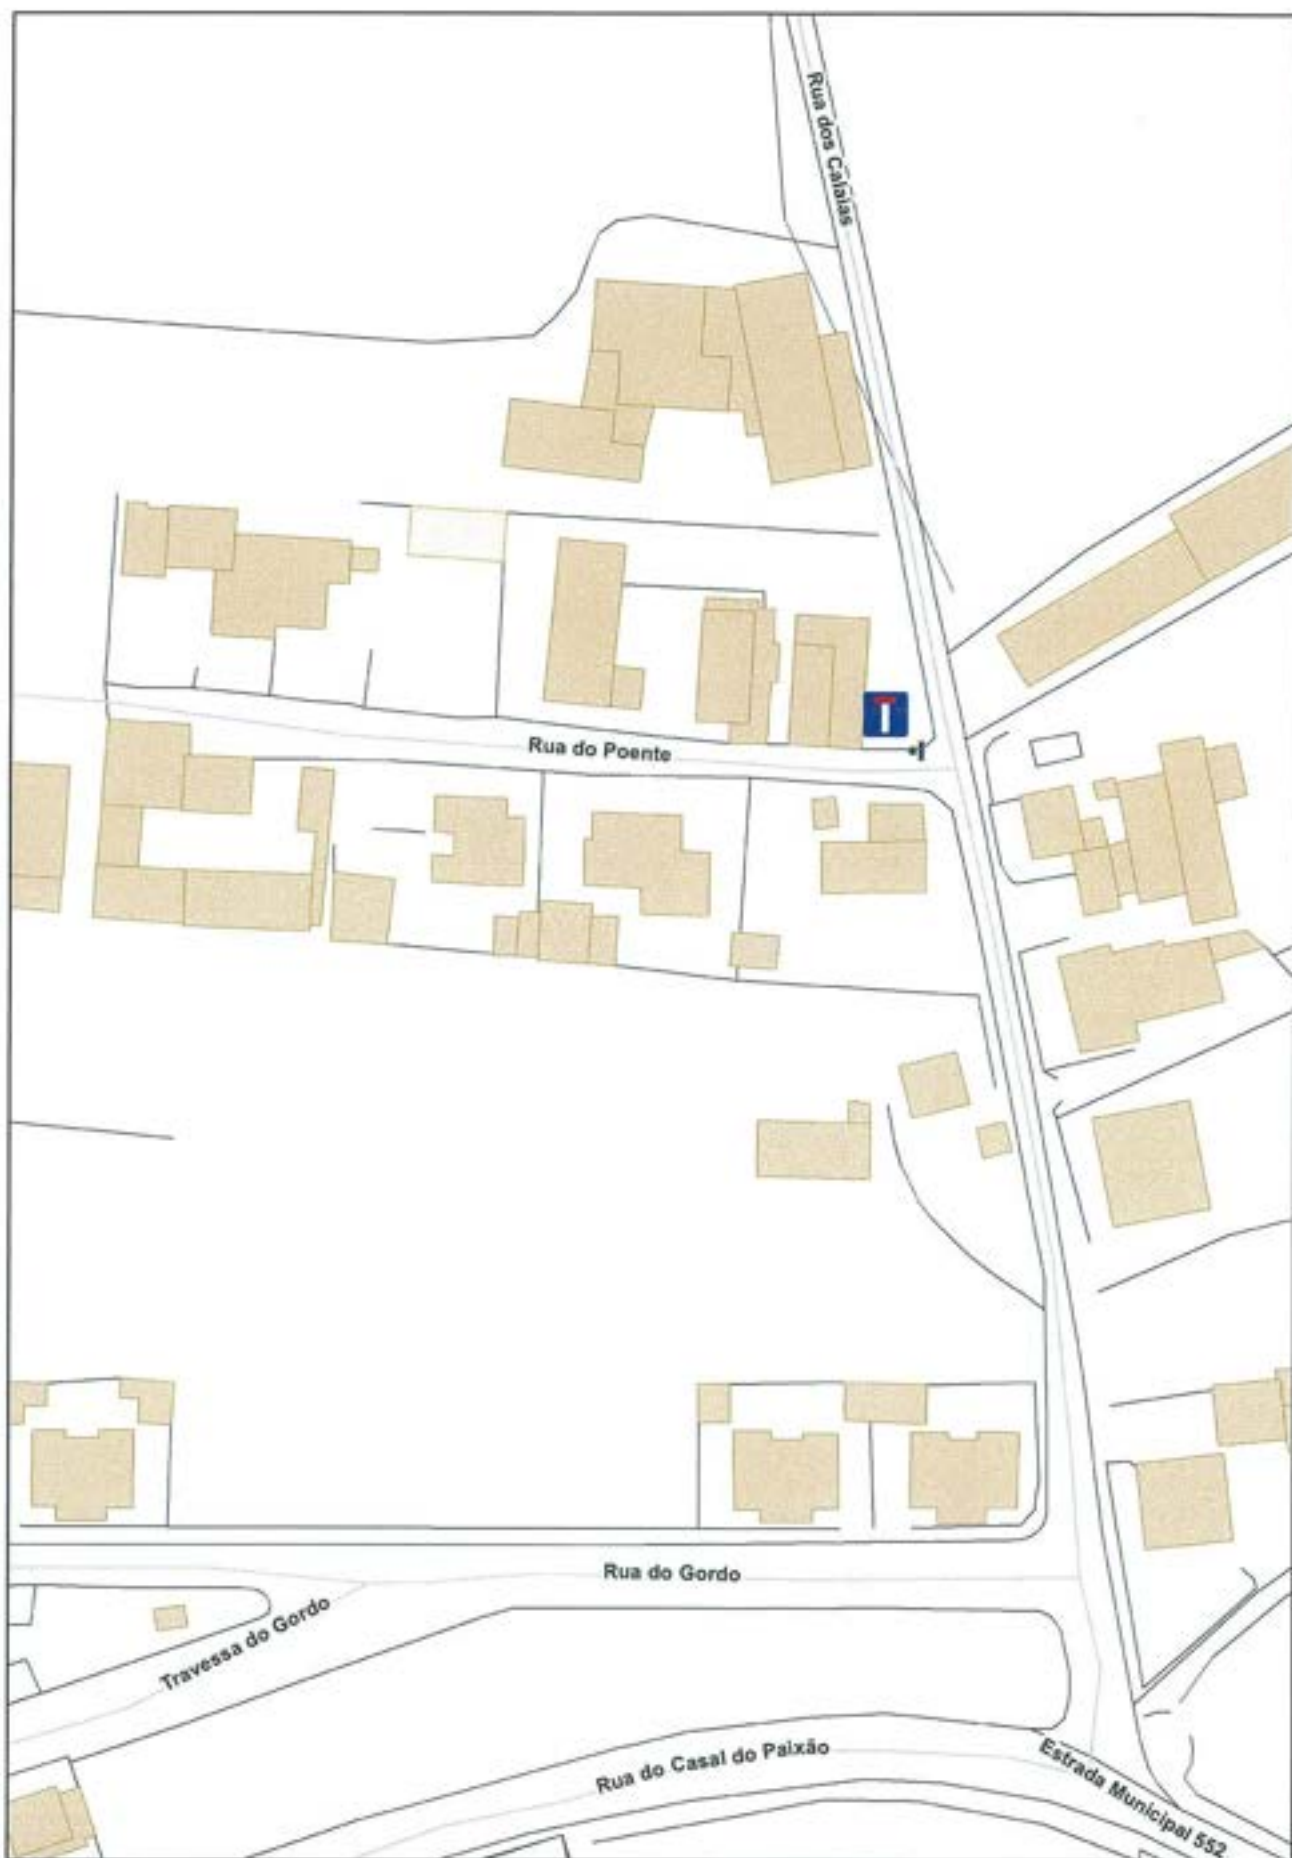 Rua dos Calaias
Rua do Poente
Rua do Gordo
Travessa do Gordo
Rua do Casal do Paixão
Estrada Municipal 552